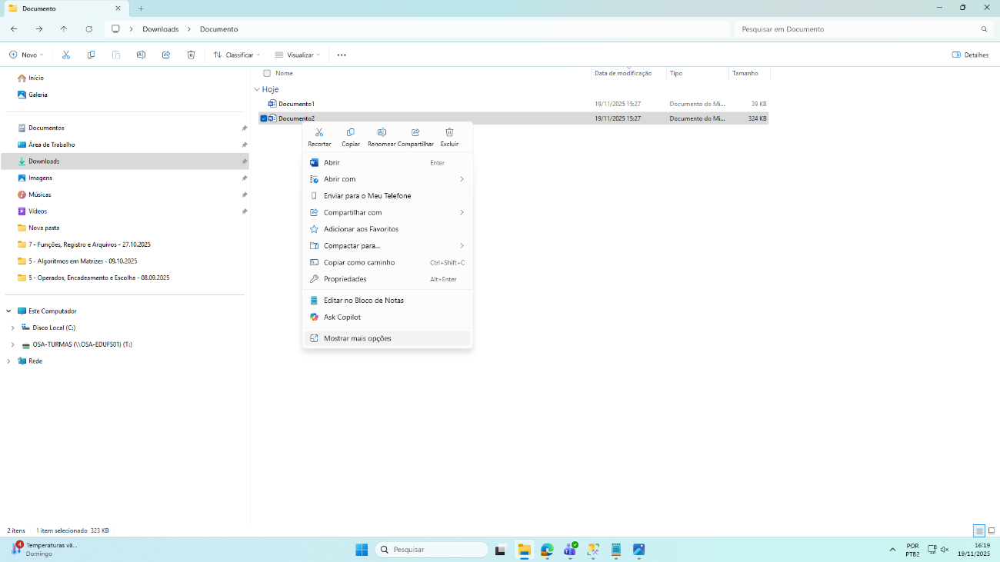 Documento
Downloads
Documento
Pesquisar em Documento
Novo
Classificar
Visualizar
Detalhes
Início
Galeria
Documentos
Área de Trabalho
Downloads
Imagens
Músicas
Vídeos
Nova pasta
7 - Funções, Registro e Arquivos - 27.10.2025
5 - Algoritmos em Matrizes - 09.10.2025
5 - Operados, Encadeamento e Escolha - 08.09.2025
Este Computador
Disco Local (C:)
OSA-TURMAS (\\OSA-EDUFS01) (T:)
Rede
Nome Data de modificação Tipo Tamanho
Hoje
Documento1 19/11/2025 15:27 Documento do Mi... 39 KB
Documento2 19/11/2025 15:27 Documento do Mi... 324 KB
Recortar Copiar Renomear Compartilhar Excluir
Abrir Enter
Abrir com
Enviar para o Meu Telefone
Compartilhar com
Adicionar aos Favoritos
Compactar para...
Copiar como caminho Ctrl+Shift+C
Propriedades Alt+Enter
Editar no Bloco de Notas
Ask Copilot
Mostrar mais opções
2 itens 1 item selecionado 323 KB
4
Temperaturas vã...
Domingo
Pesquisar
POR
PTB2
16:19
19/11/2025